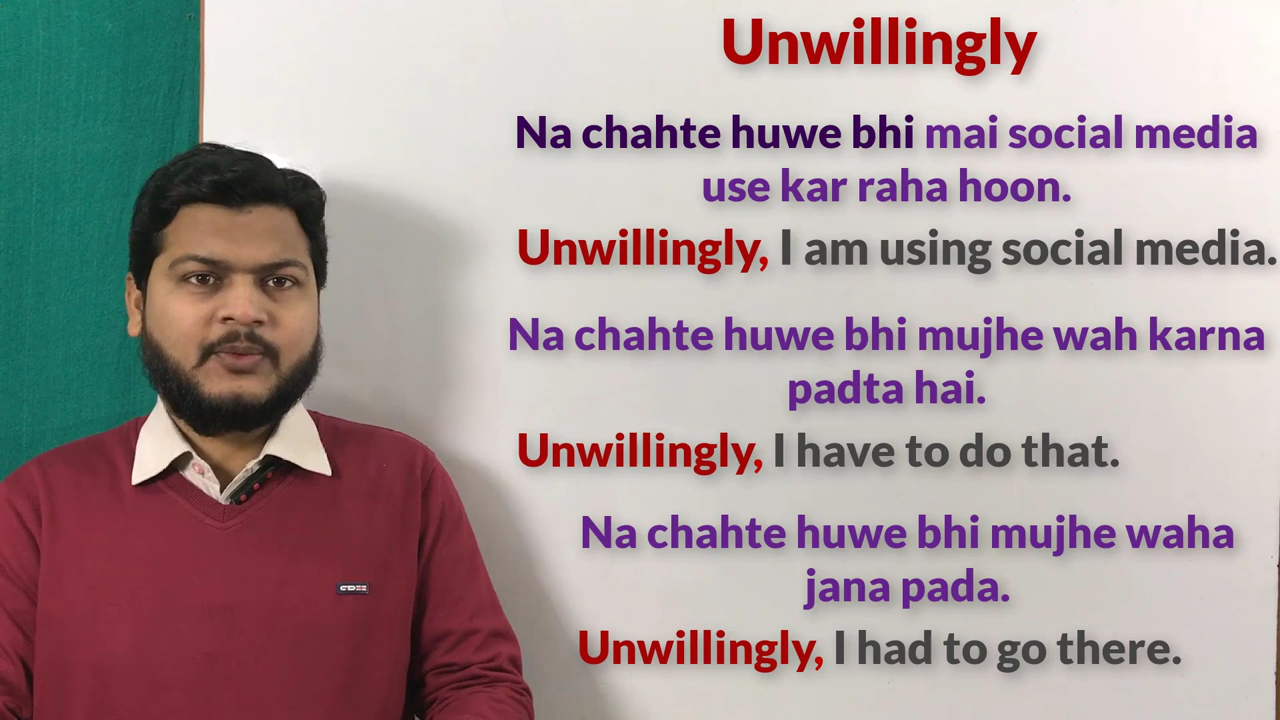 Unwillingly
Na chahte huwe bhi mai social media
use kar raha hoon.
Unwillingly, I am using social media.
Na chahte huwe bhi mujhe wah karna
padta hai.
Unwillingly, I have to do that.
Na chahte huwe bhi mujhe waha
jana pada.
Unwillingly, I had to go there.